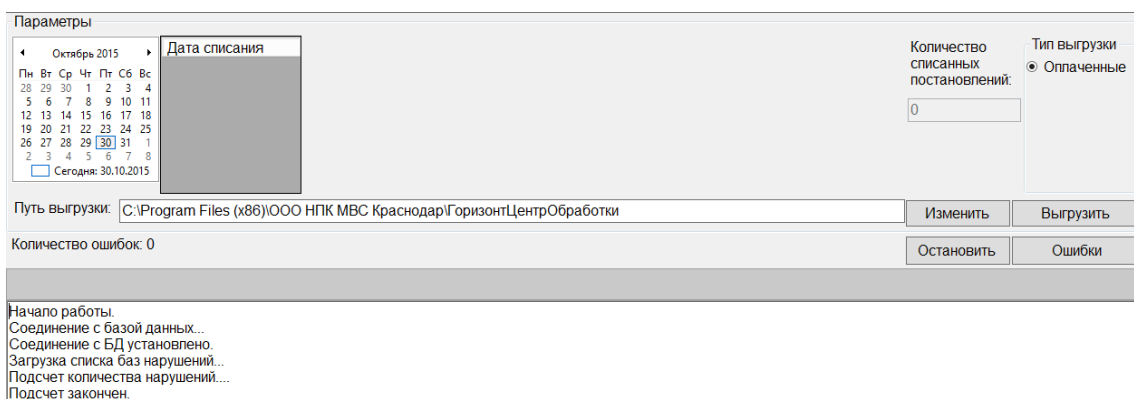 Параметры
Октябрь 2015
Пн Вт Ср Чт Пт Сб Вс
28 29 30 1 2 3 4
5 6 7 8 9 10 11
12 13 14 15 16 17 18
19 20 21 22 23 24 25
26 27 28 29 30 31 1
2 3 4 5 6 7 8
Сегодня: 30.10.2015
Дата списания
Количество
списанных
постановлений:
0
Тип выгрузки
Оплаченные
Путь выгрузки: C:\Program Files (x86)\ООО НПК МВС Краснодар\ГоризонтЦентрОбработки
Изменить
Выгрузить
Количество ошибок: 0
Остановить
Ошибки
Начало работы.
Соединение с базой данных...
Соединение с БД установлено.
Загрузка списка баз нарушений...
Подсчет количества нарушений....
Подсчет закончен.